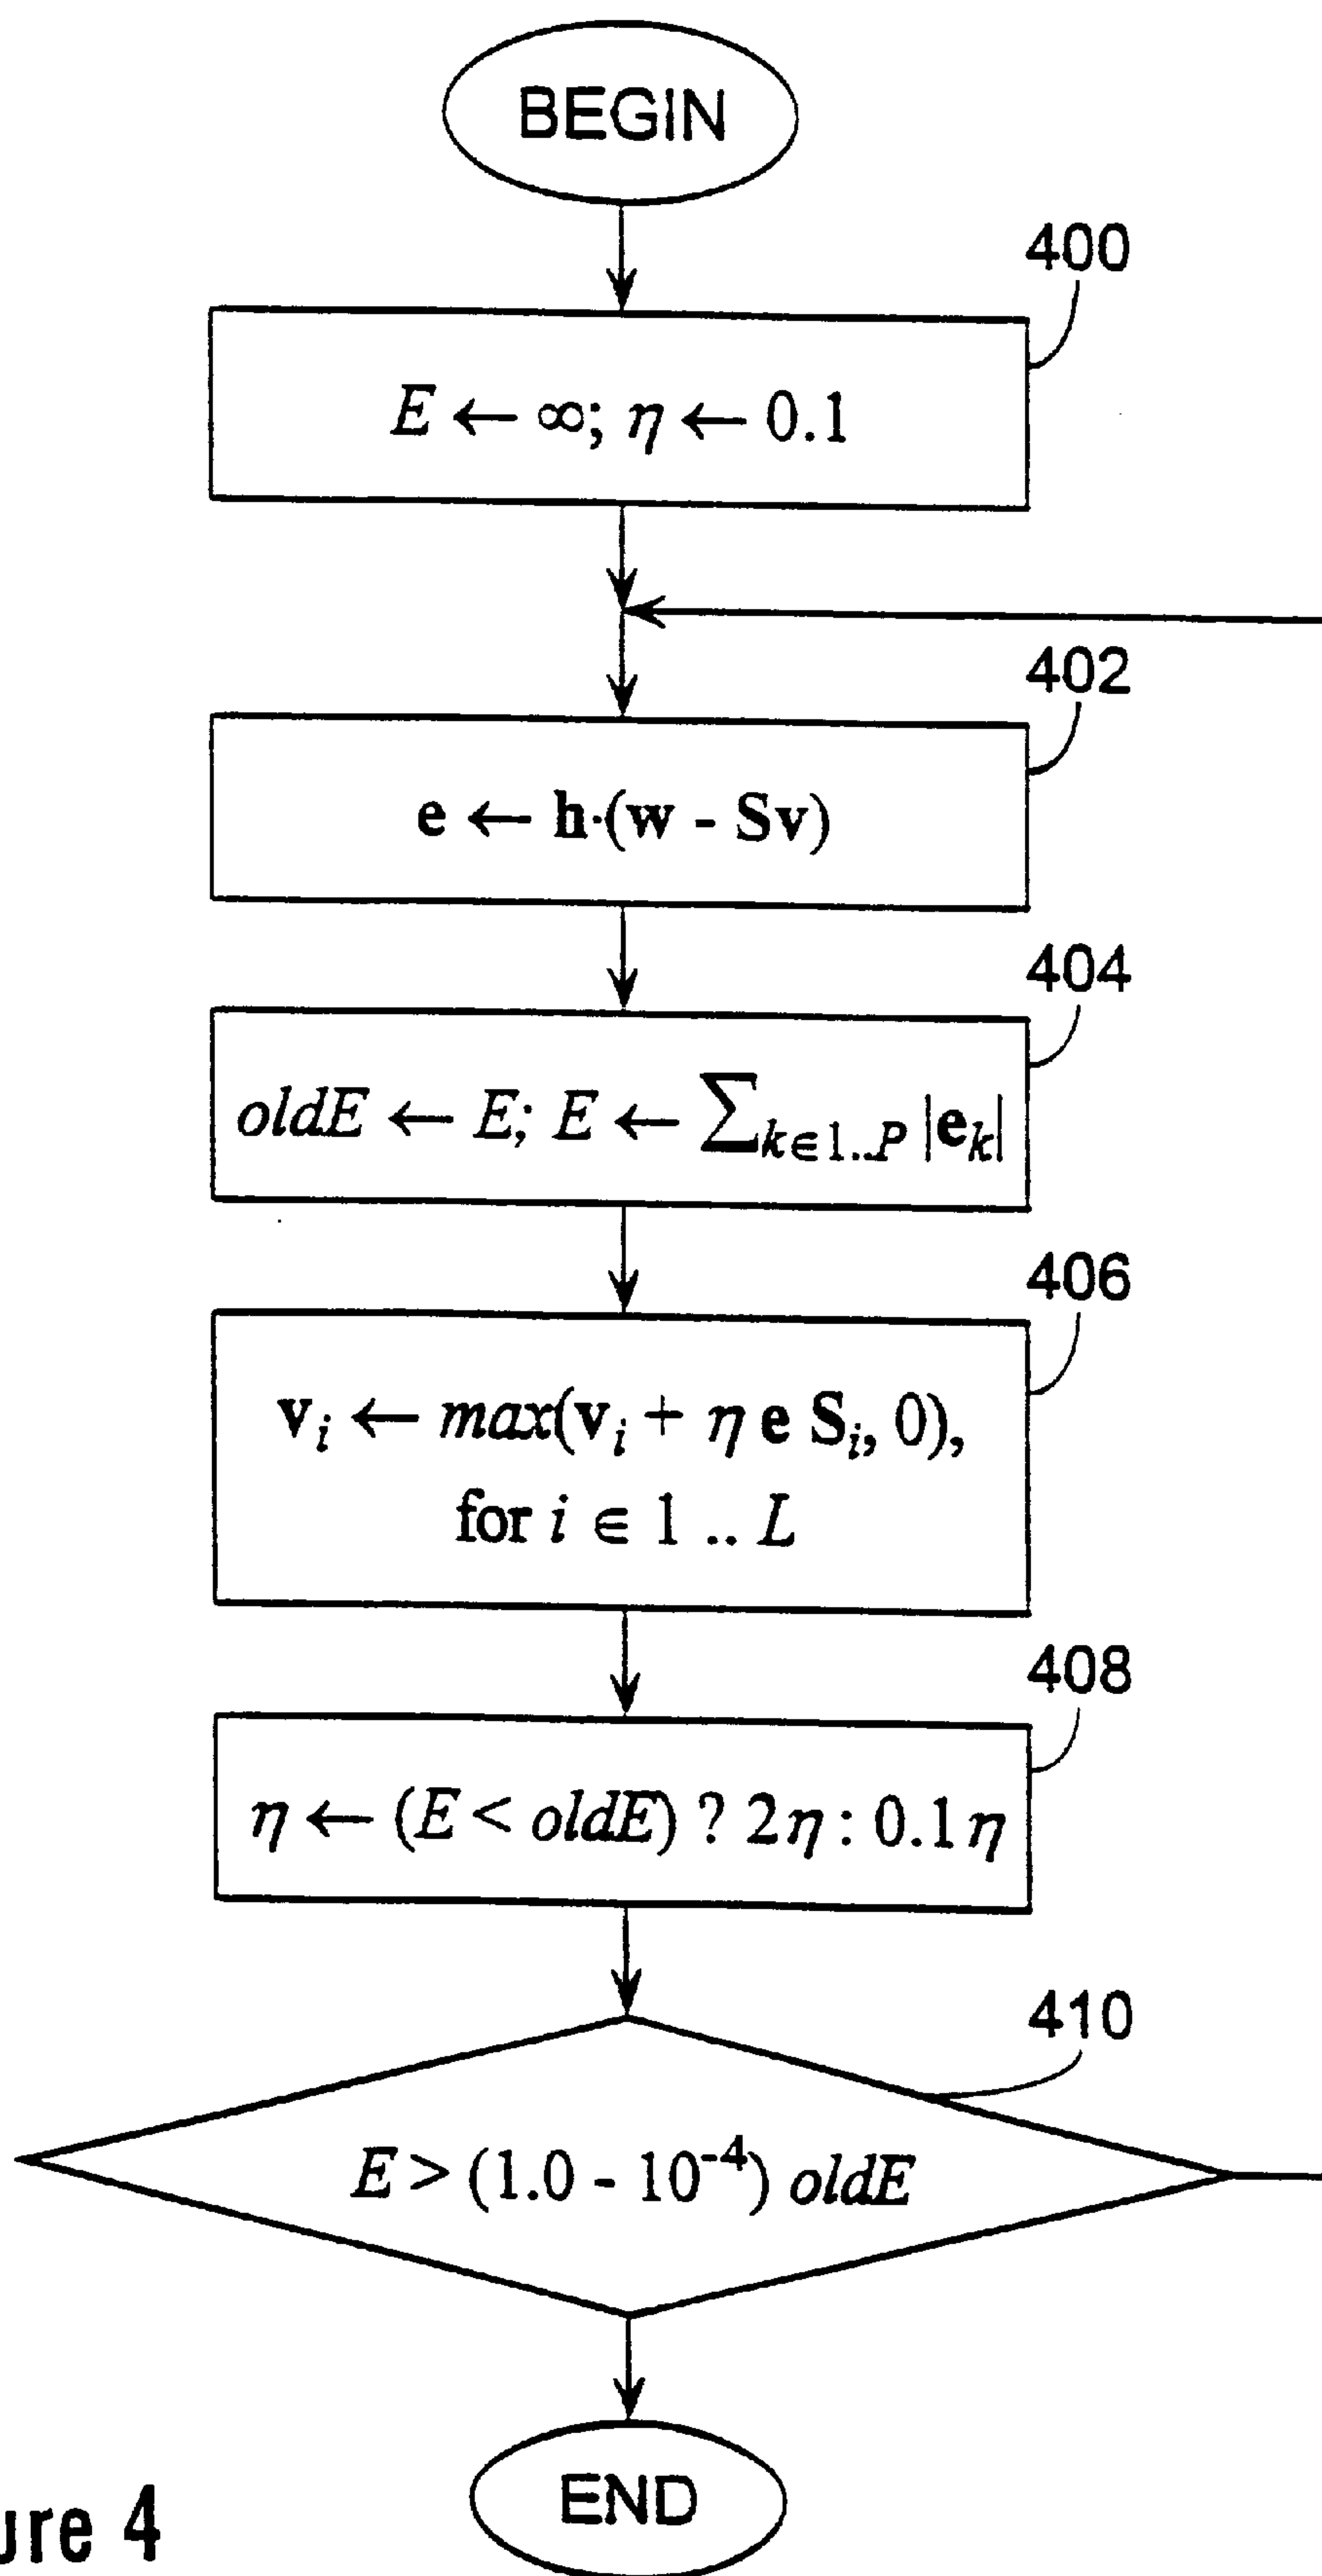 BEGIN
400
E ← ∞; η ← 0.1
402
e ← h·(w - Sv)
404
oldE ← E; E ← ∑k∈1..P |ek|
406
vi ← max(vi + η e Si, 0),
for i ∈ 1 .. L
408
η ← (E < oldE) ? 2η : 0.1η
410
E > (1.0 - 10⁻⁴) oldE
END
ure 4